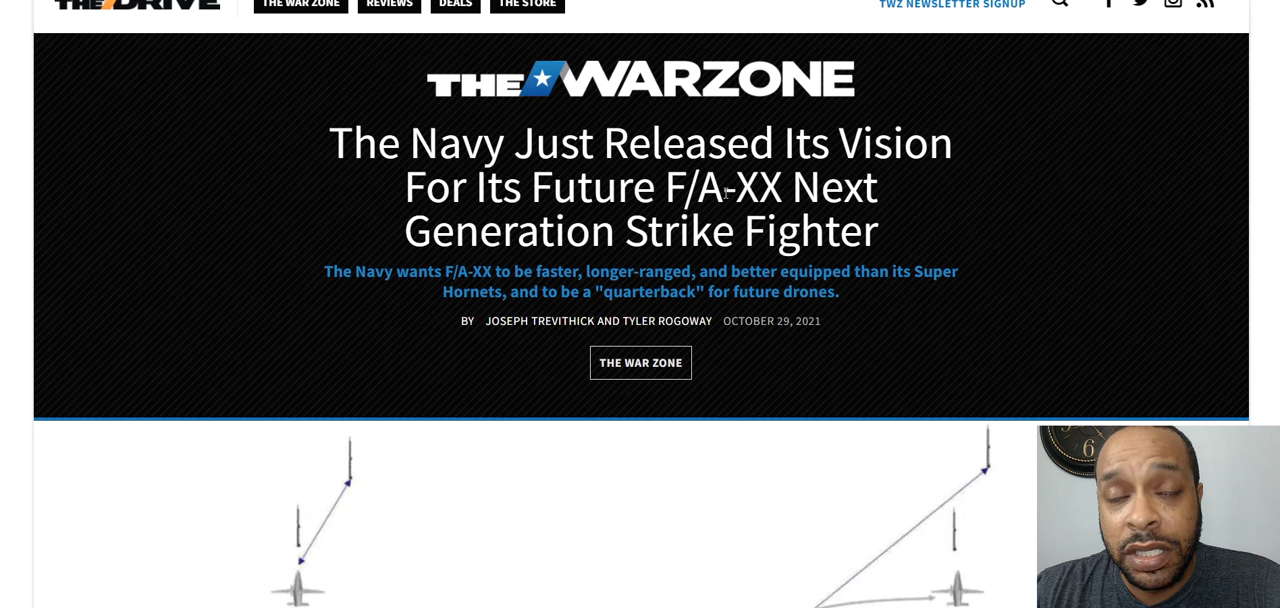 THE DRIVE
THE WAR ZONE REVIEWS DEALS THE STORE TWZ NEWSLETTER SIGNUP
THE WARZONE
The Navy Just Released Its Vision
For Its Future F/A-XX Next
Generation Strike Fighter
The Navy wants F/A-XX to be faster, longer-ranged, and better equipped than its Super
Hornets, and to be a "quarterback" for future drones.
BY JOSEPH TREVITHICK AND TYLER ROGOWAY OCTOBER 29, 2021
THE WAR ZONE
6